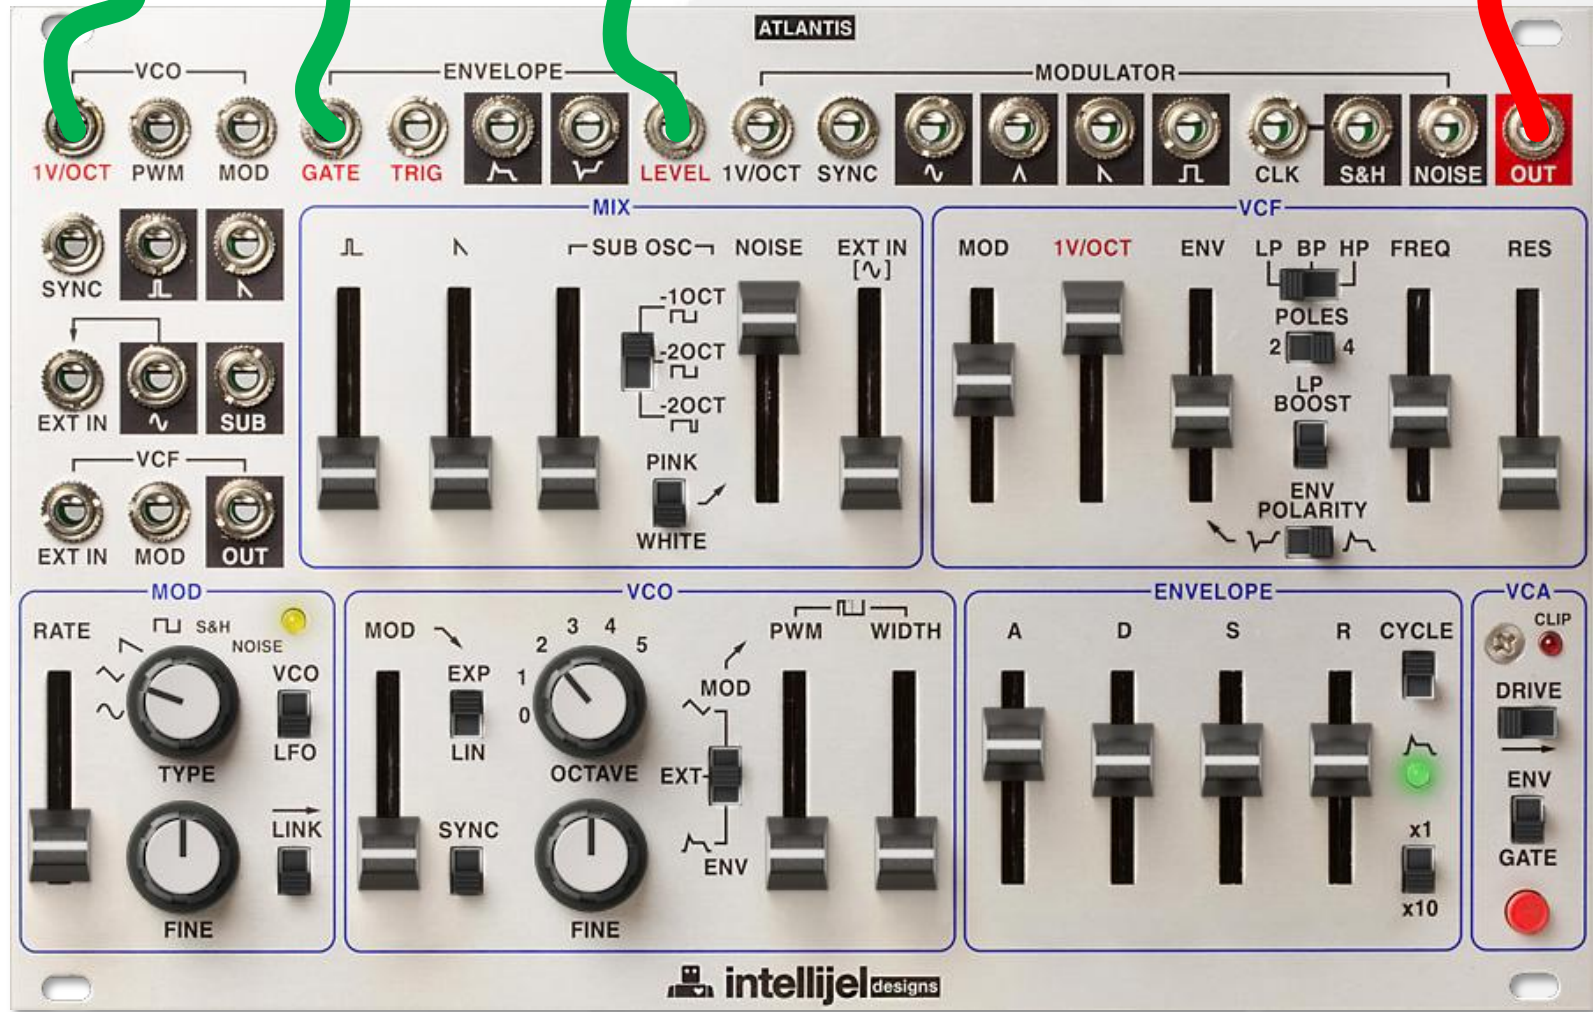 ATLANTIS
VCO ENVELOPE MODULATOR
1V/OCT PWM MOD GATE TRIG LEVEL 1V/OCT SYNC CLK S&H NOISE OUT
SYNC
EXT IN SUB
VCF
EXT IN MOD OUT
MIX
SUB OSC NOISE EXT IN
-1OCT
-2OCT
-2OCT
PINK
WHITE
VCF
MOD 1V/OCT ENV LP BP HP FREQ RES
POLES
2 4
LP
BOOST
ENV
POLARITY
MOD
RATE S&H
NOISE
VCO
LFO
TYPE
LINK
FINE
VCO
MOD 2 3 4 5 PWM WIDTH
EXP 1 MOD
0
LIN OCTAVE EXT
SYNC
ENV
FINE
ENVELOPE
A D S R CYCLE
x1
x10
VCA
CLIP
DRIVE
ENV
GATE
intellijel designs